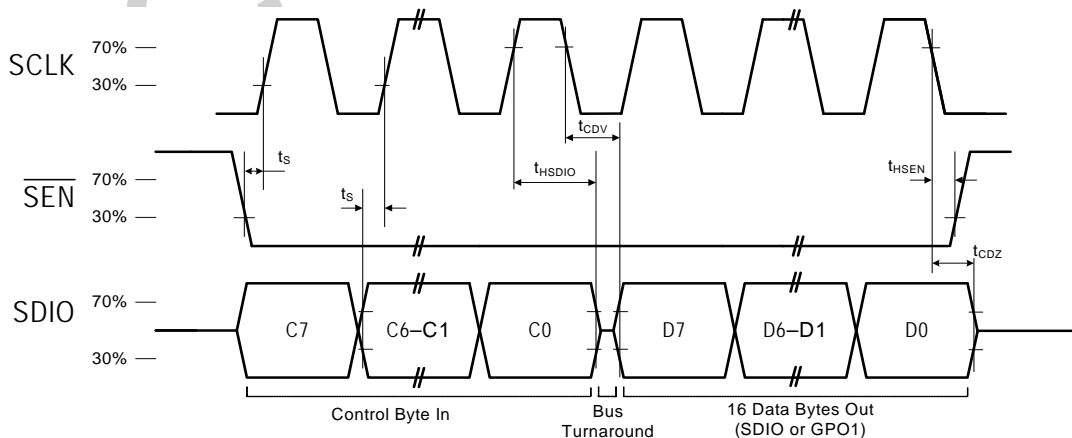 SCLK
70%
30%
tS
tCDV
tHSDIO
tHSEN
SEN
70%
30%
tS
tCDZ
SDIO
70%
30%
C7
C6–C1
C0
D7
D6–D1
D0
Control Byte In
Bus
Turnaround
16 Data Bytes Out
(SDIO or GPO1)